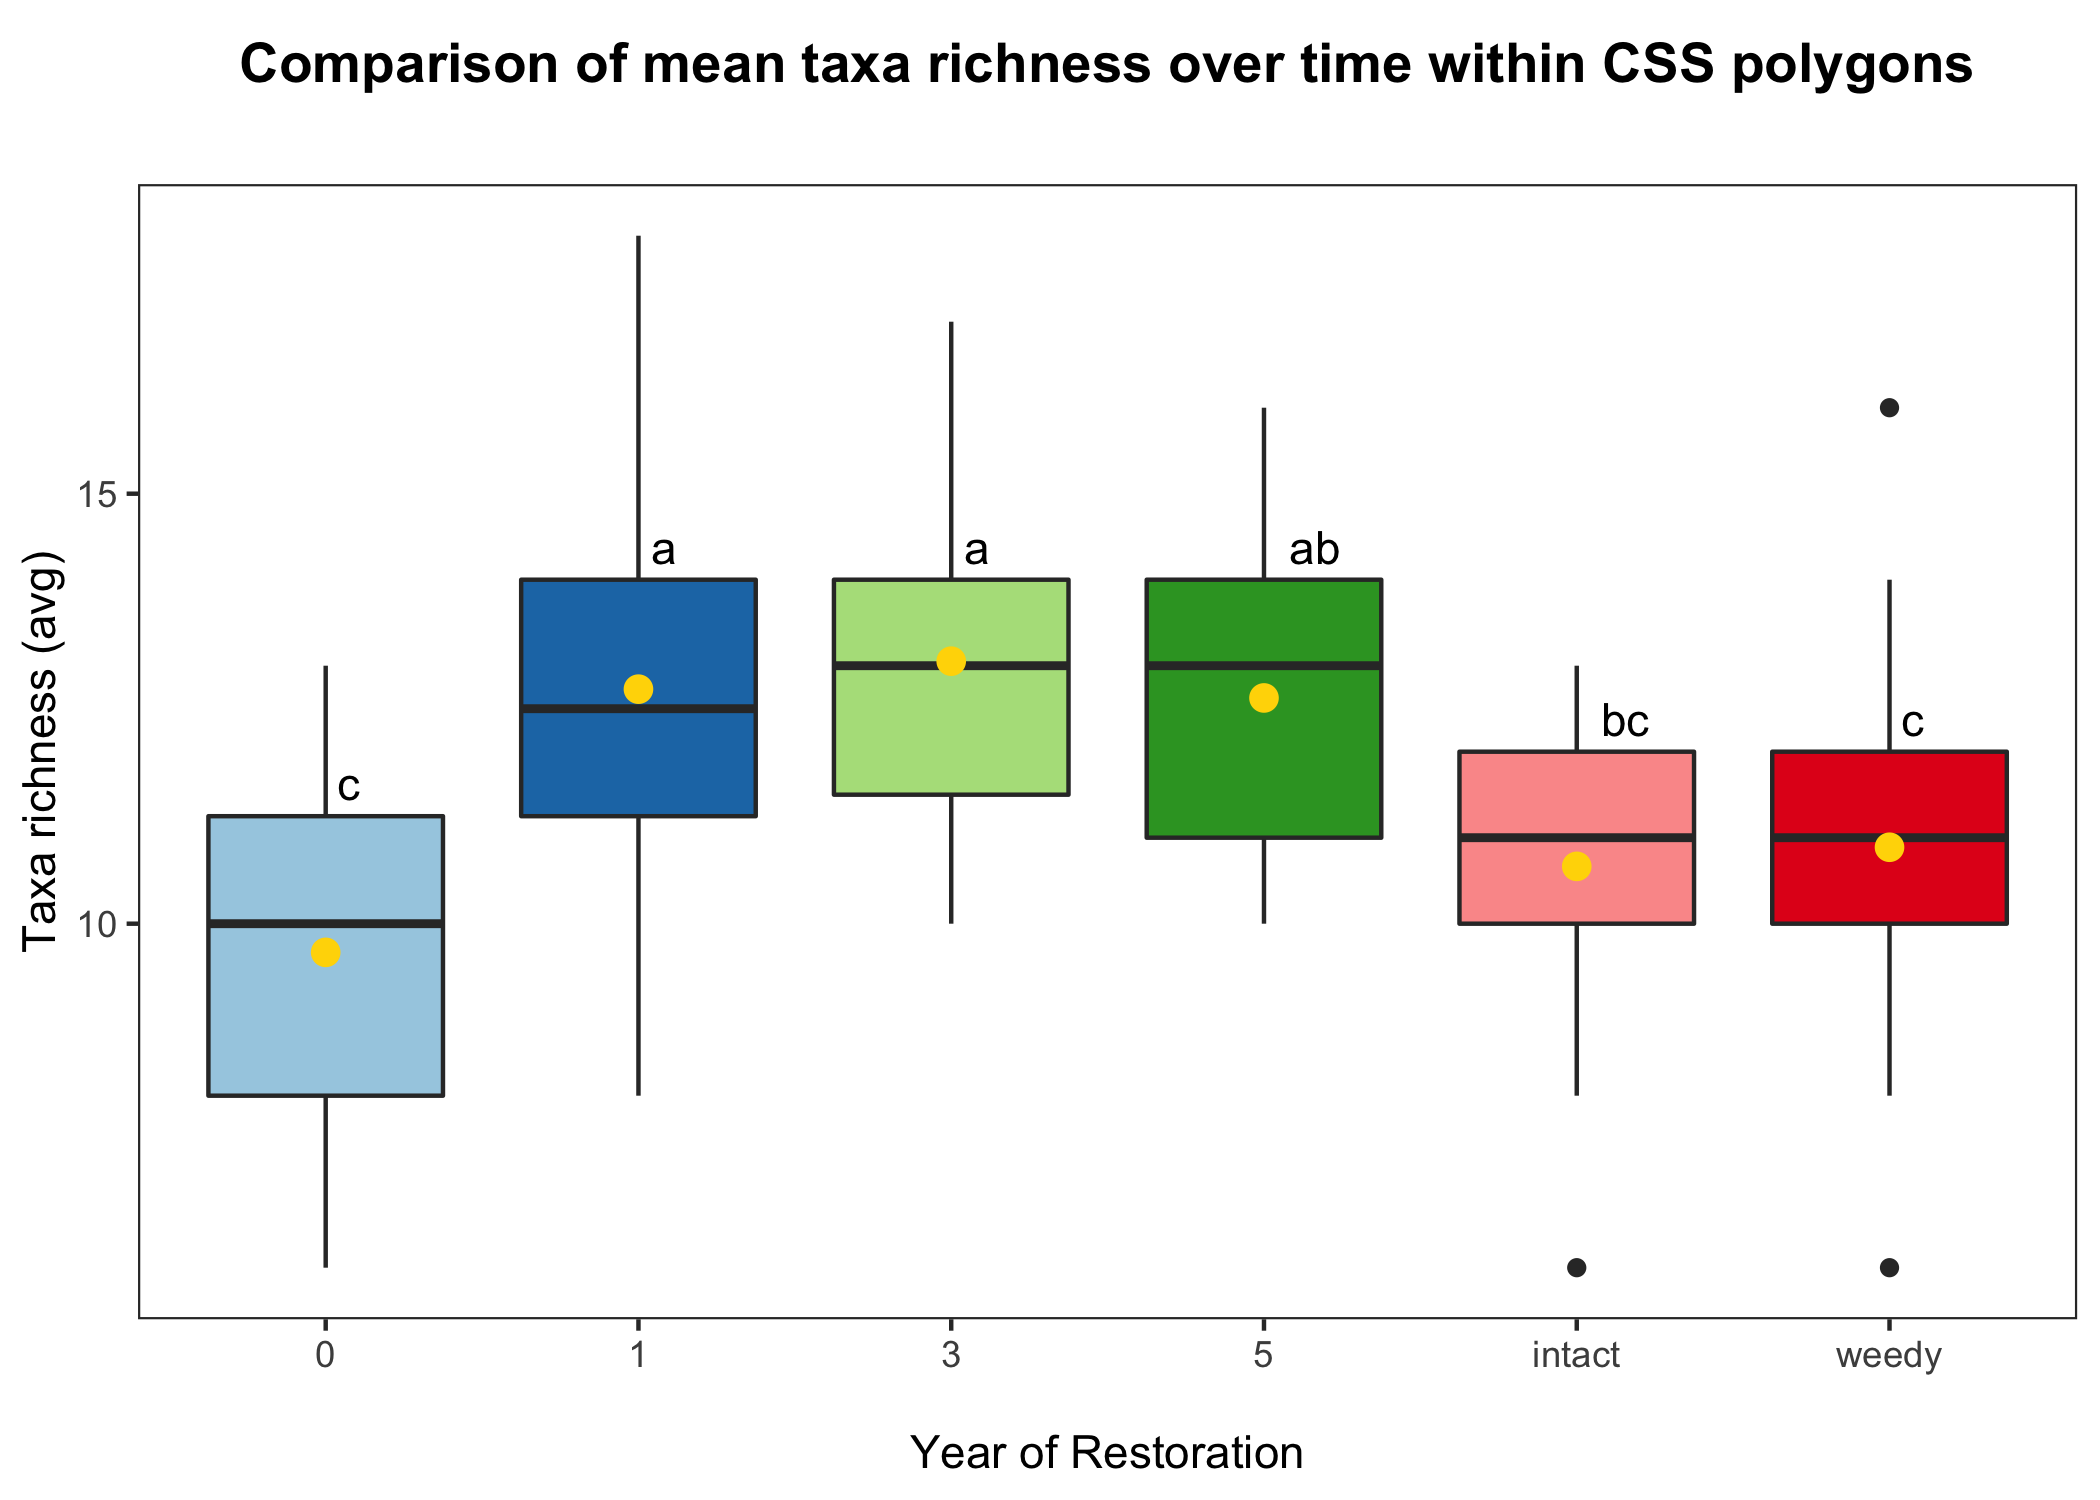 Comparison of mean taxa richness over time within CSS polygons
Taxa richness (avg)
15
10
c
a
a
ab
bc
c
0 1 3 5 intact weedy
Year of Restoration